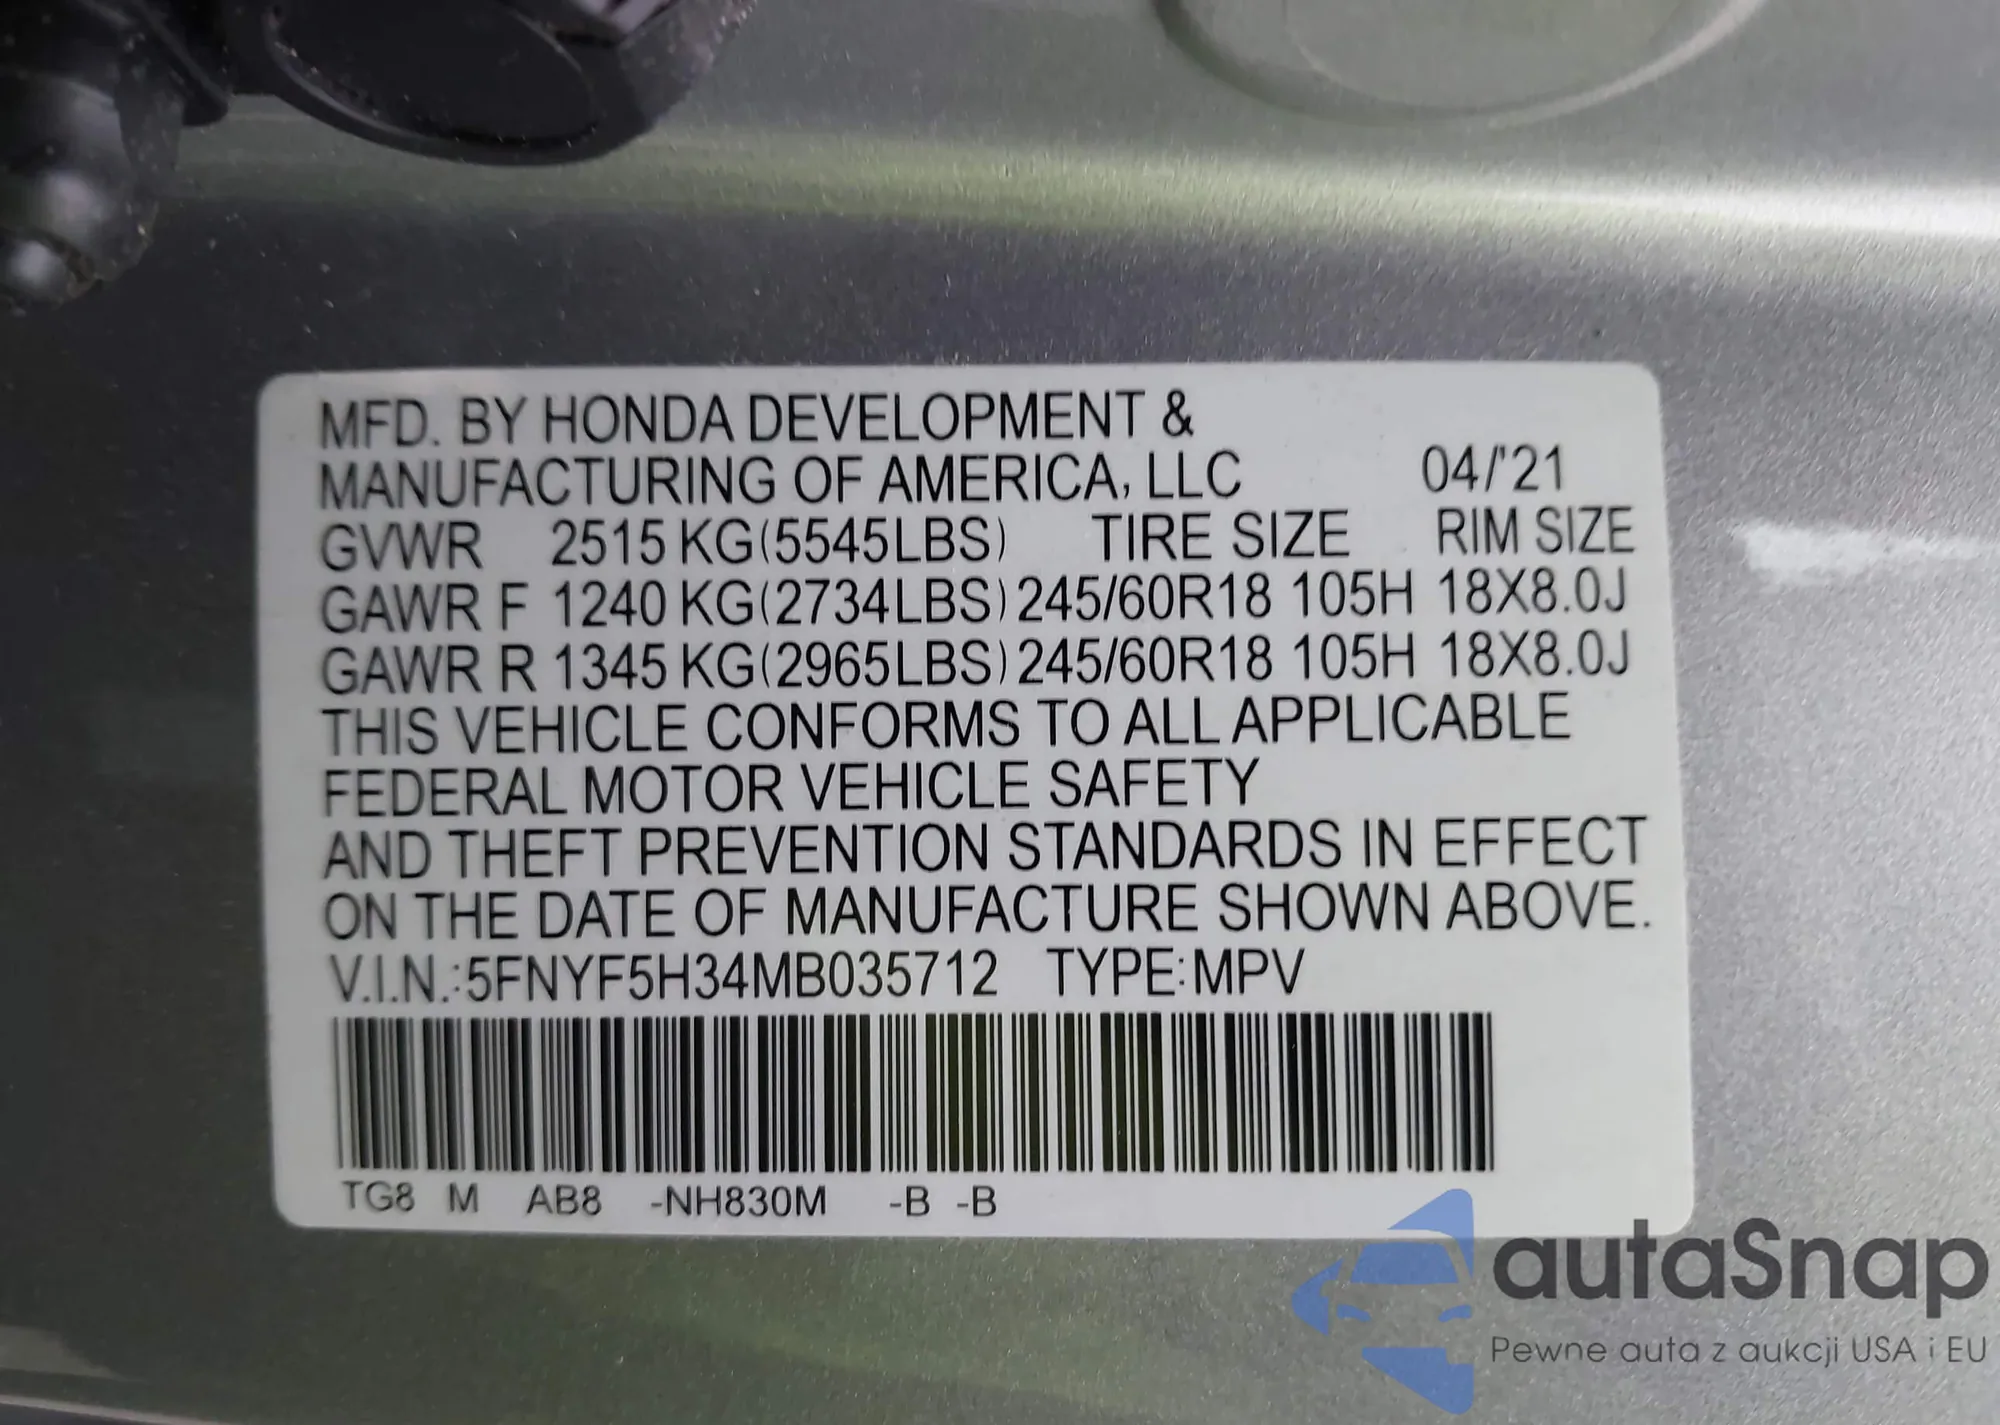 MFD. BY HONDA DEVELOPMENT &
MANUFACTURING OF AMERICA, LLC 04/'21
GVWR 2515 KG(5545LBS) TIRE SIZE RIM SIZE
GAWR F 1240 KG(2734LBS) 245/60R18 105H 18X8.0J
GAWR R 1345 KG(2965LBS) 245/60R18 105H 18X8.0J
THIS VEHICLE CONFORMS TO ALL APPLICABLE
FEDERAL MOTOR VEHICLE SAFETY
AND THEFT PREVENTION STANDARDS IN EFFECT
ON THE DATE OF MANUFACTURE SHOWN ABOVE.
V.I.N.:5FNYF5H34MB035712 TYPE:MPV
TG8 M AB8 -NH830M -B -B
autaSnap
Pewne auta z aukcji USA i EU